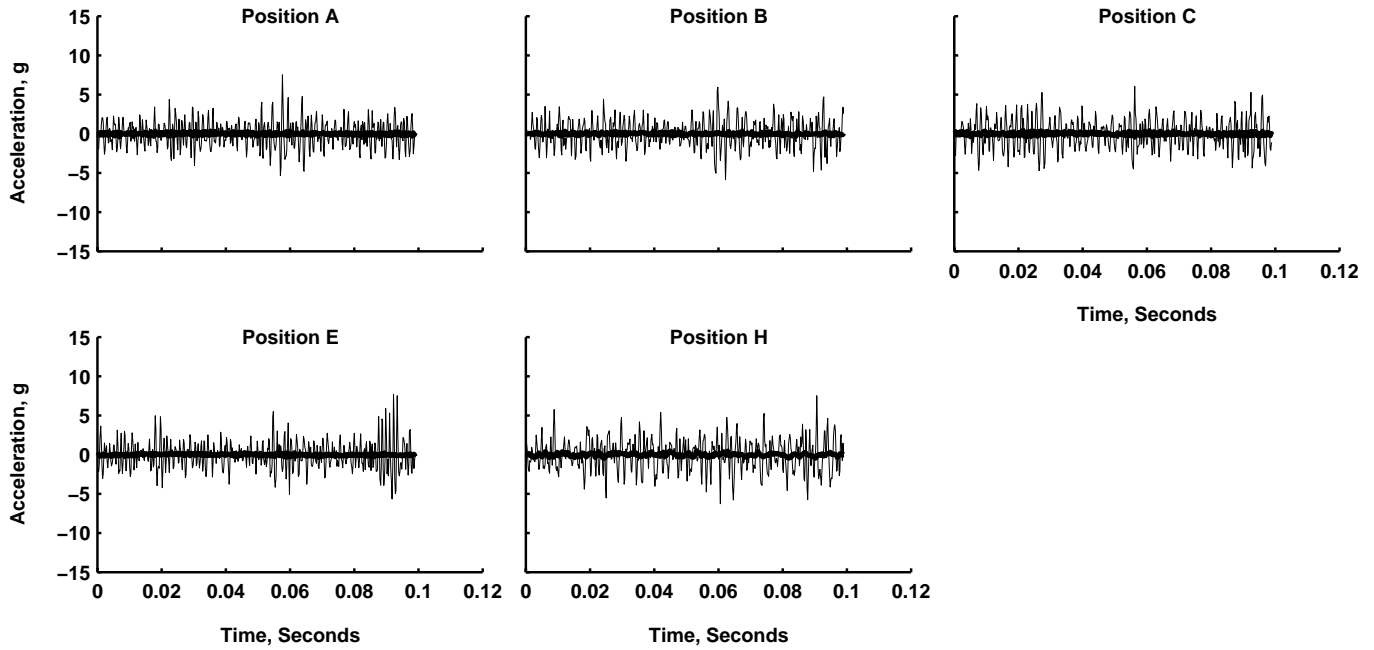 Position A
Position B
Position C
15
10
5
0
−5
−10
−15
Acceleration, g
0 0.02 0.04 0.06 0.08 0.1 0.12
Time, Seconds
Position E
Position H
15
10
5
0
−5
−10
−15
Acceleration, g
0 0.02 0.04 0.06 0.08 0.1 0.12
0 0.02 0.04 0.06 0.08 0.1 0.12
Time, Seconds
Time, Seconds